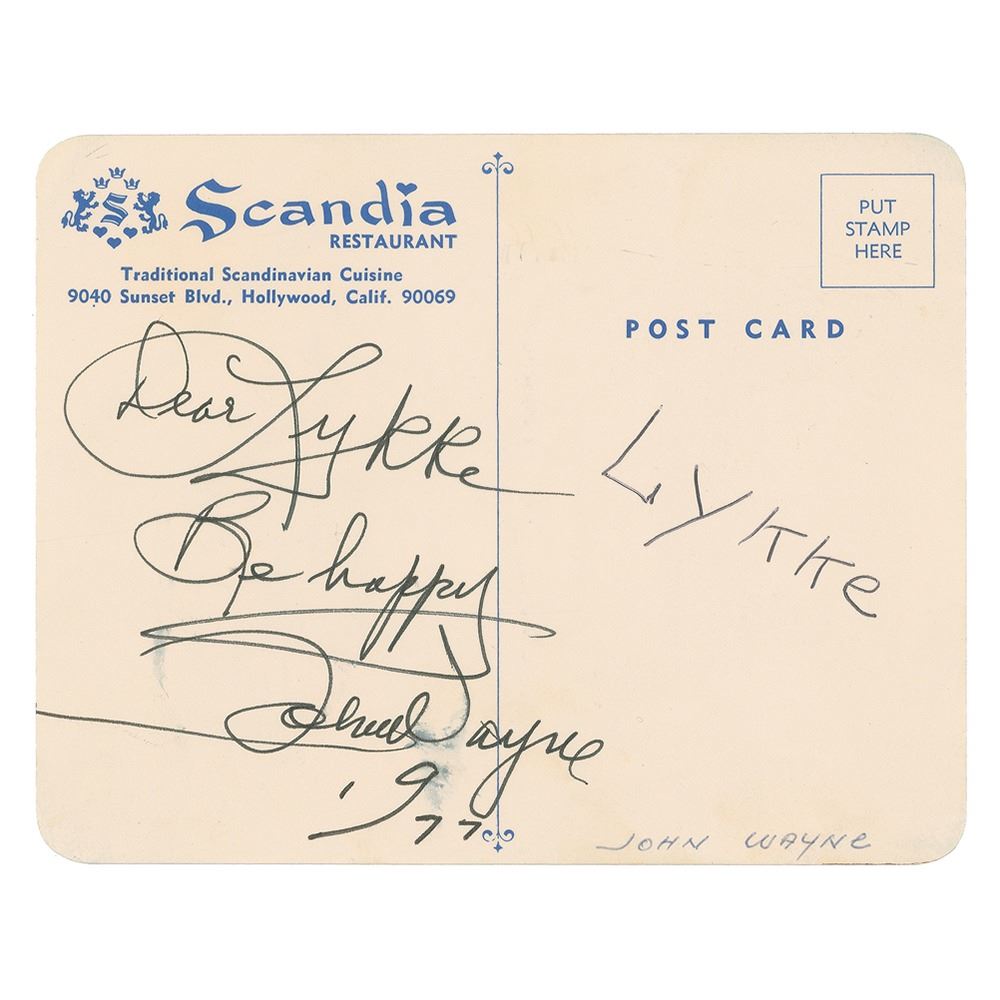 Scandia
RESTAURANT
Traditional Scandinavian Cuisine
9040 Sunset Blvd., Hollywood, Calif. 90069
Dear Lykke
Be happy
John Wayne
1977
PUT
STAMP
HERE
POST CARD
Lykke
JOHN WAYNE